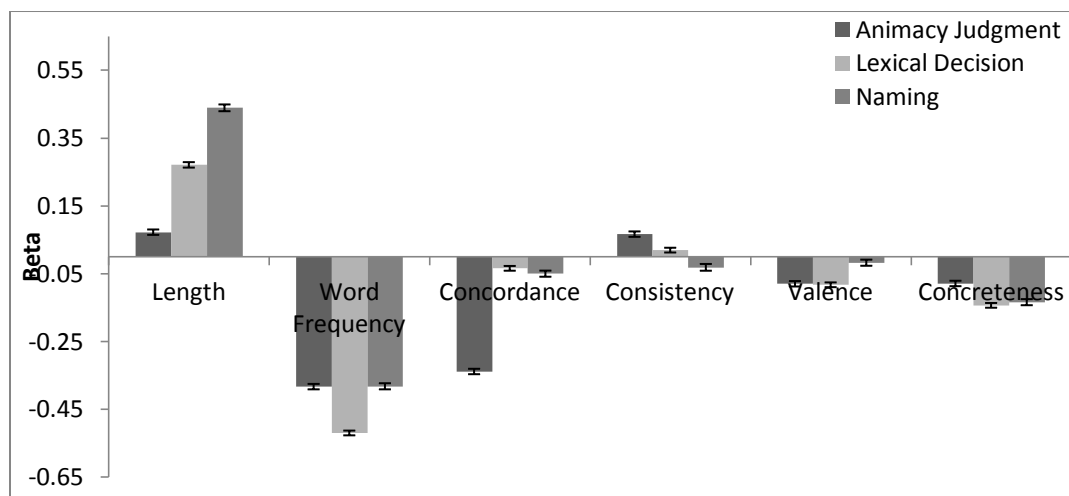 Animacy Judgment
Lexical Decision
Naming
0.55
0.35
0.15
-0.05
-0.25
-0.45
-0.65
Beta
Length
Word
Frequency
Concordance
Consistency
Valence
Concreteness